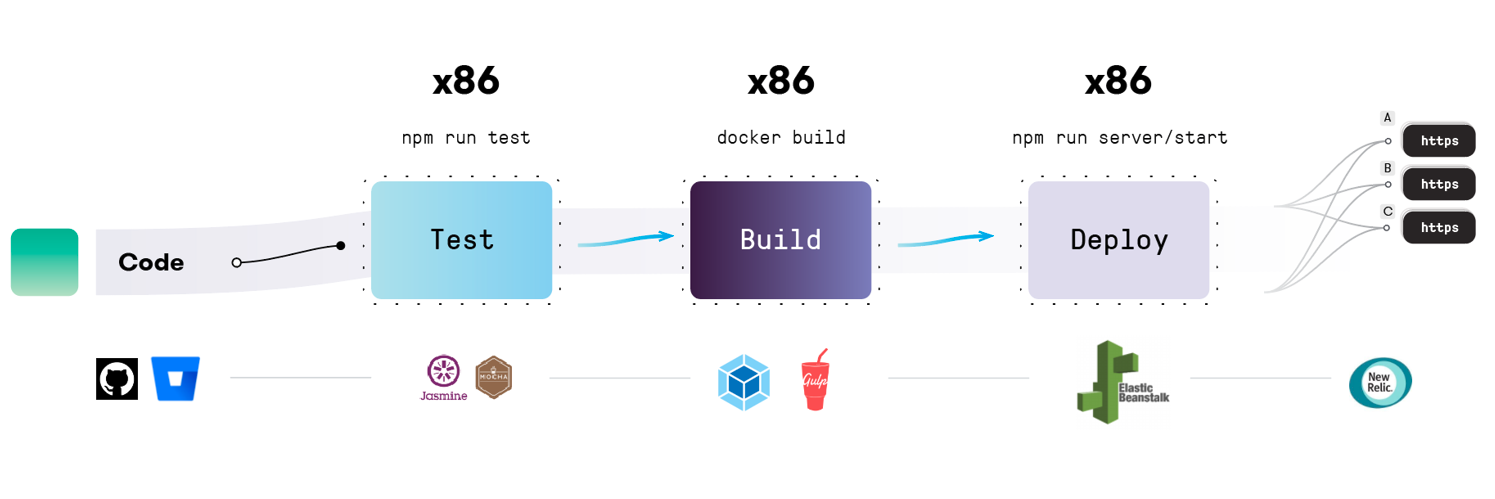 x86
x86
x86
npm run test
docker build
npm run server/start
A
https
B
https
C
https
Code
Test
Build
Deploy
Jasmine
MOCHA
Gulp
Elastic
Beanstalk
New
Relic.